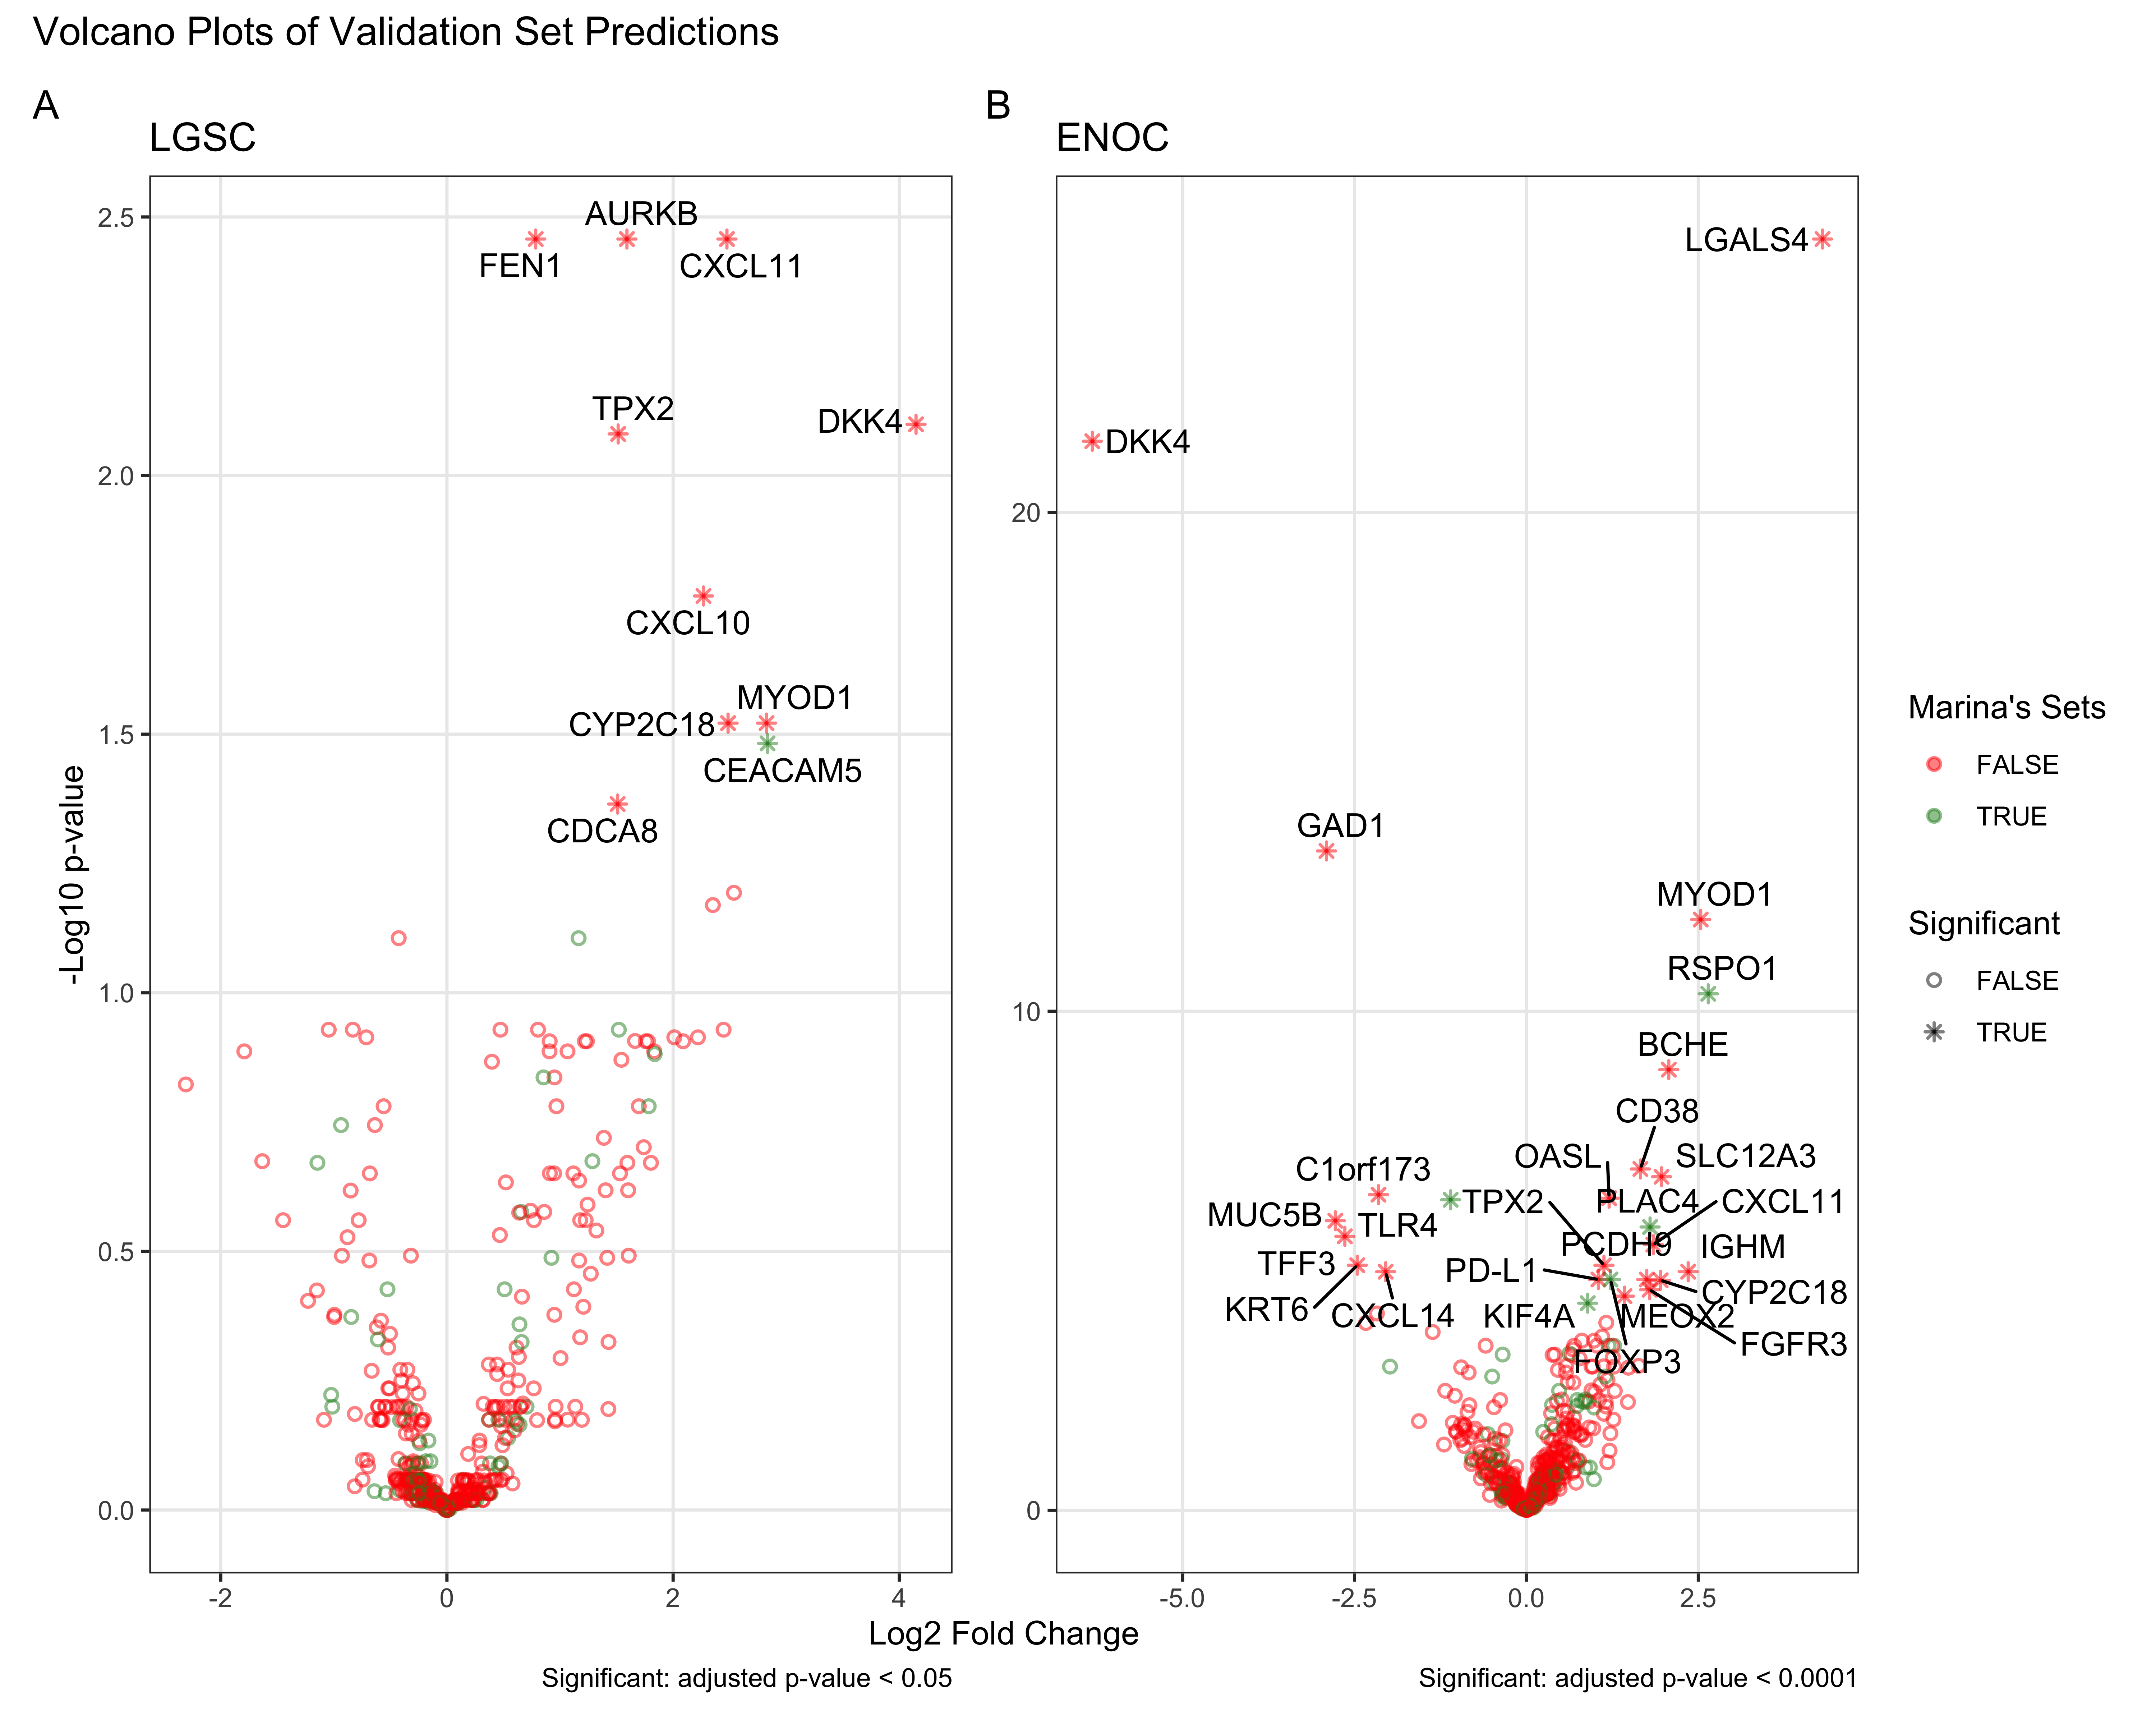 Volcano Plots of Validation Set Predictions
A
LGSC
-Log10 p-value
2.5
2.0
1.5
1.0
0.5
0.0
AURKB
FEN1
CXCL11
TPX2
DKK4
CXCL10
MYOD1
CYP2C18
CEACAM5
CDCA8
-2
0
2
4
Significant: adjusted p-value < 0.05
B
ENOC
20
10
0
LGALS4
DKK4
GAD1
MYOD1
RSPO1
BCHE
CD38
OASL
SLC12A3
C1orf173
TPX2
PLAC4
CXCL11
MUC5B
TLR4
PCDH9
IGHM
TFF3
PD-L1
CYP2C18
KRT6
CXCL14
KIF4A
MEOX2
FGFR3
FOXP3
-5.0
-2.5
0.0
2.5
Log2 Fold Change
Significant: adjusted p-value < 0.0001
Marina's Sets
FALSE
TRUE
Significant
FALSE
TRUE